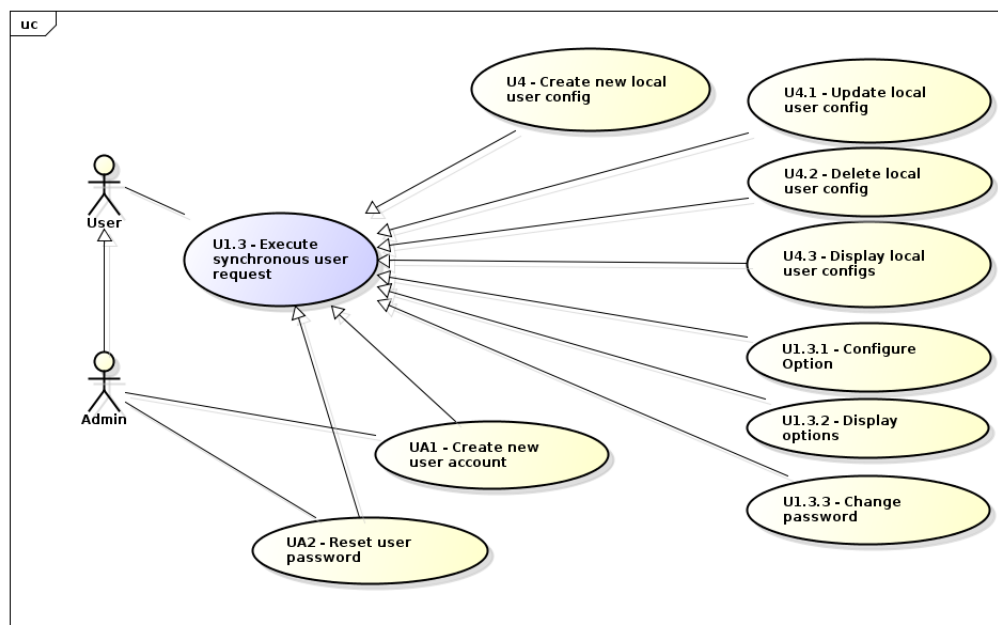 uc
U4 - Create new local
user config
U4.1 - Update local
user config
U4.2 - Delete local
user config
User
U1.3 - Execute
synchronous user
request
U4.3 - Display local
user configs
U1.3.1 - Configure
Option
Admin
U1.3.2 - Display
options
UA1 - Create new
user account
U1.3.3 - Change
password
UA2 - Reset user
password